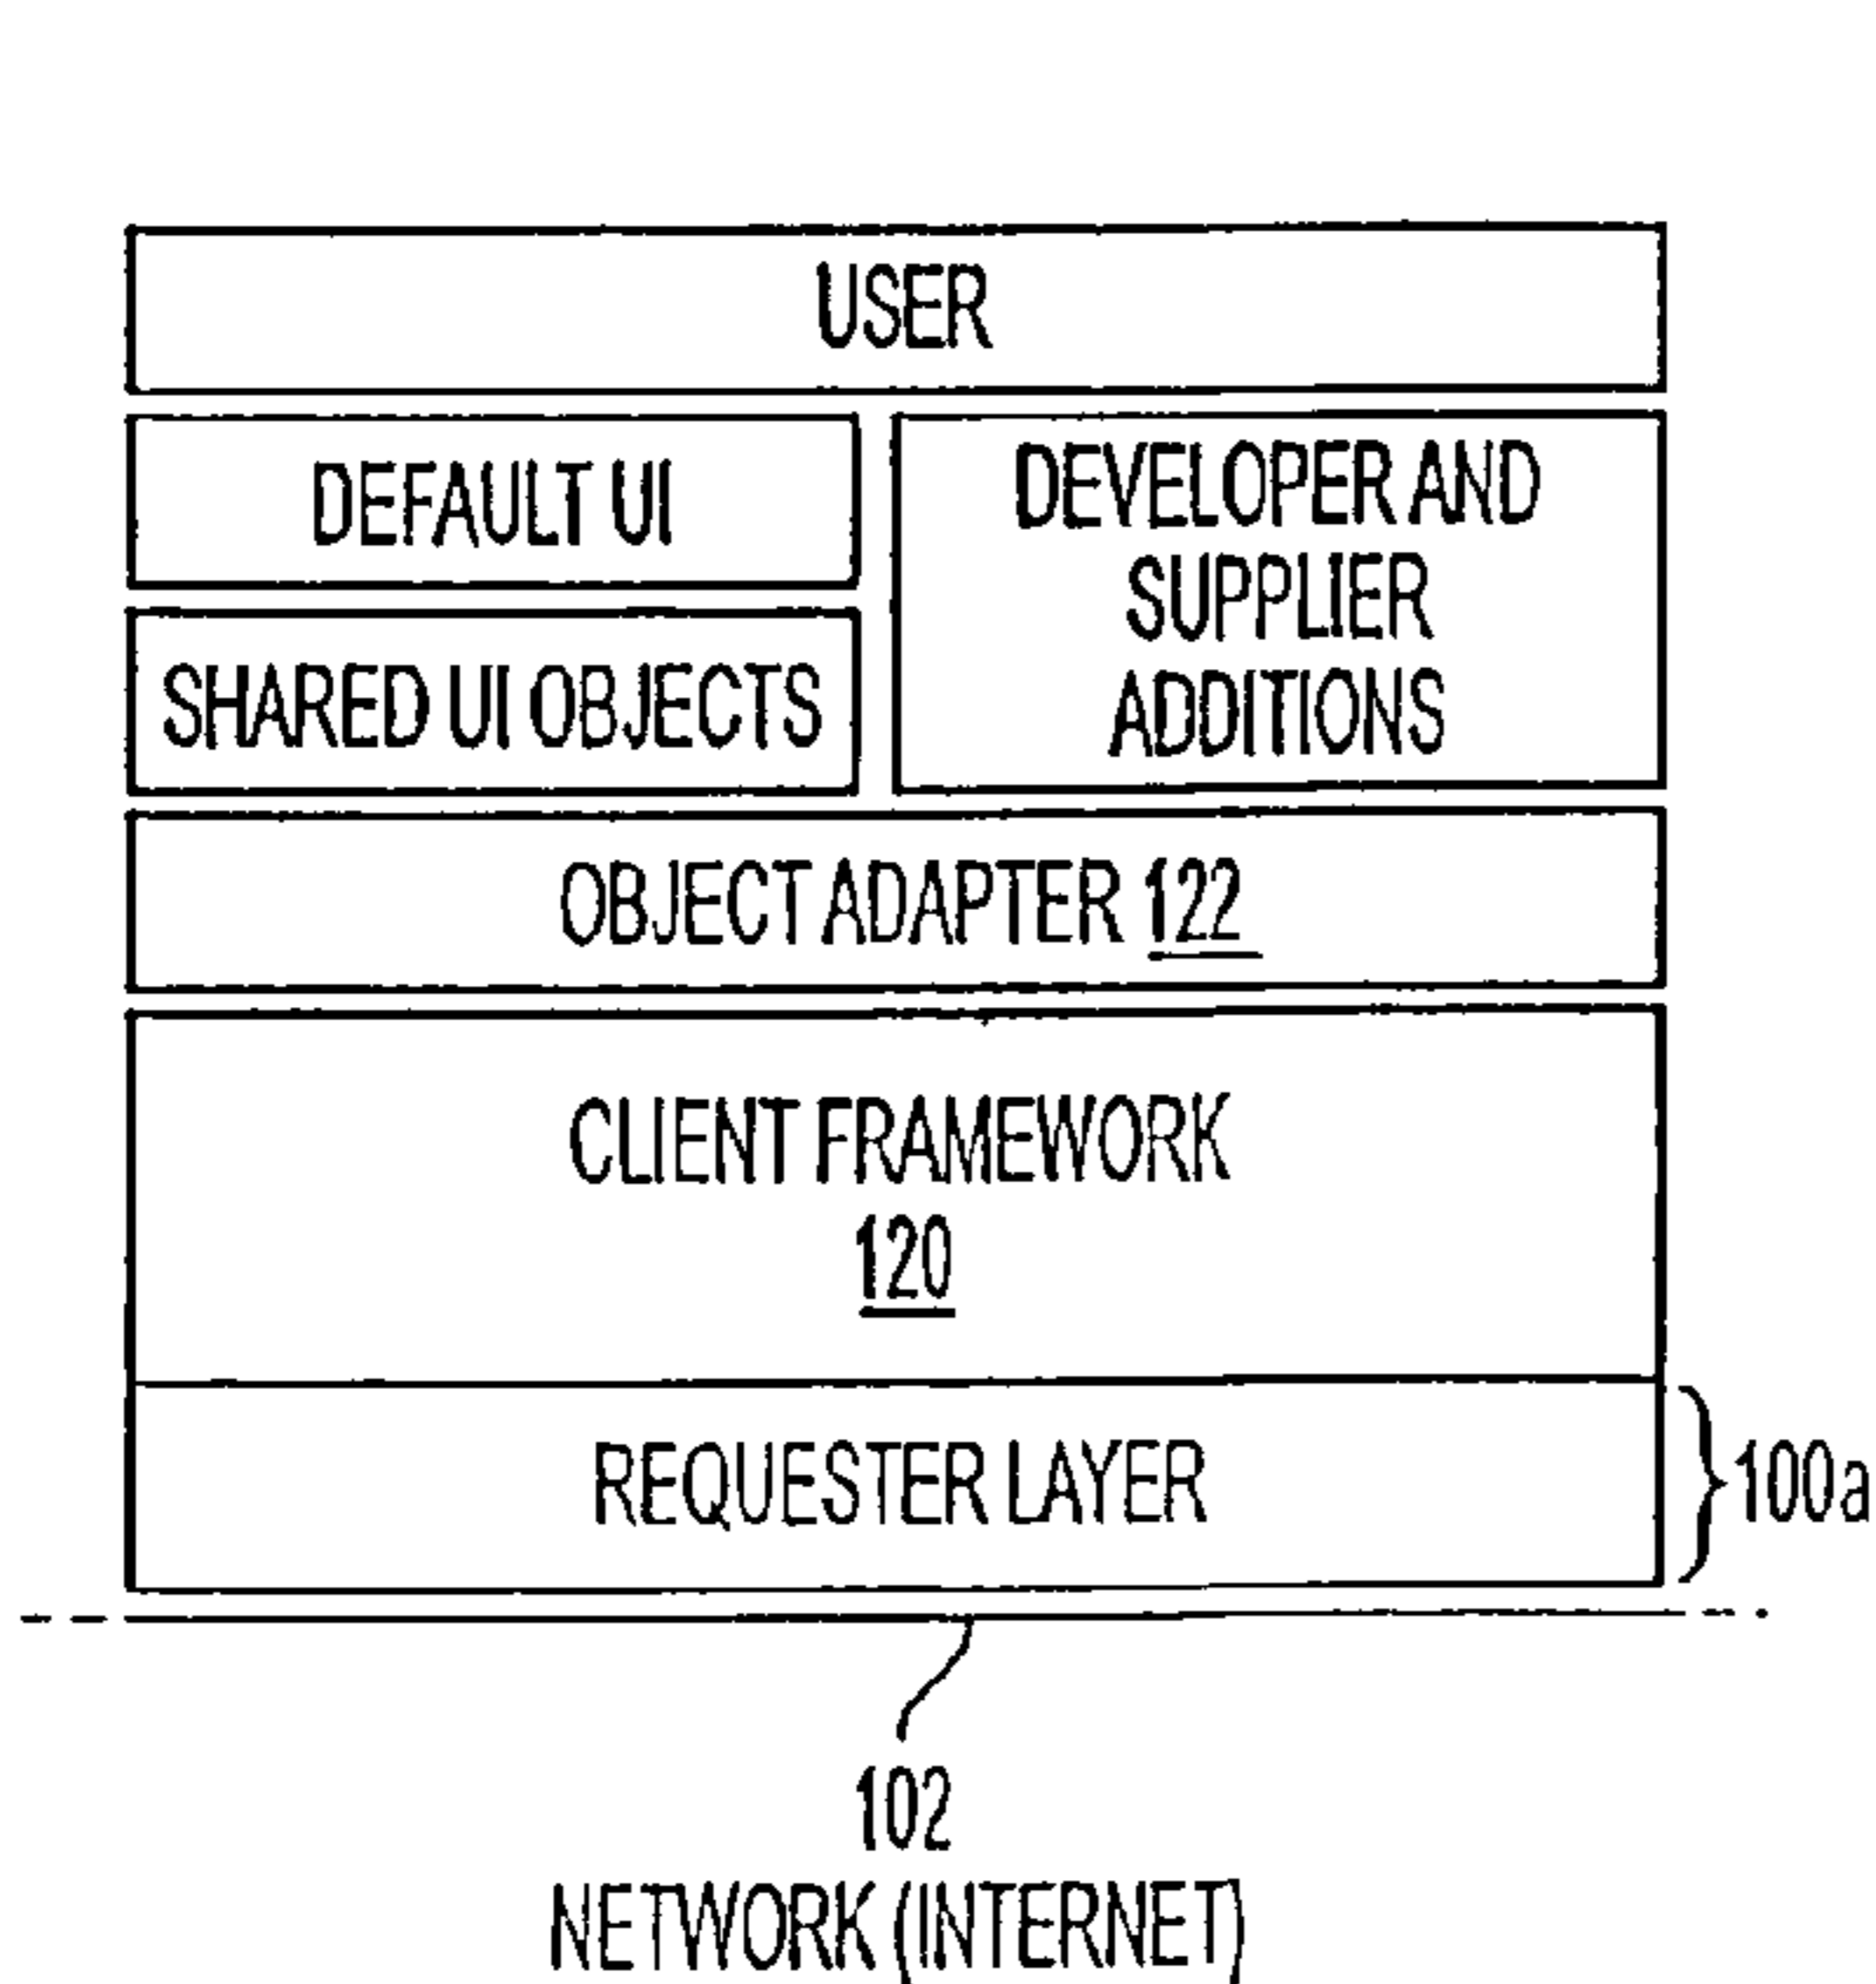 USER
DEFAULT UI
DEVELOPER AND
SUPPLIER
ADDITIONS
SHARED UI OBJECTS
OBJECT ADAPTER 122
CLIENT FRAMEWORK
120
REQUESTER LAYER
100a
102
NETWORK (INTERNET)